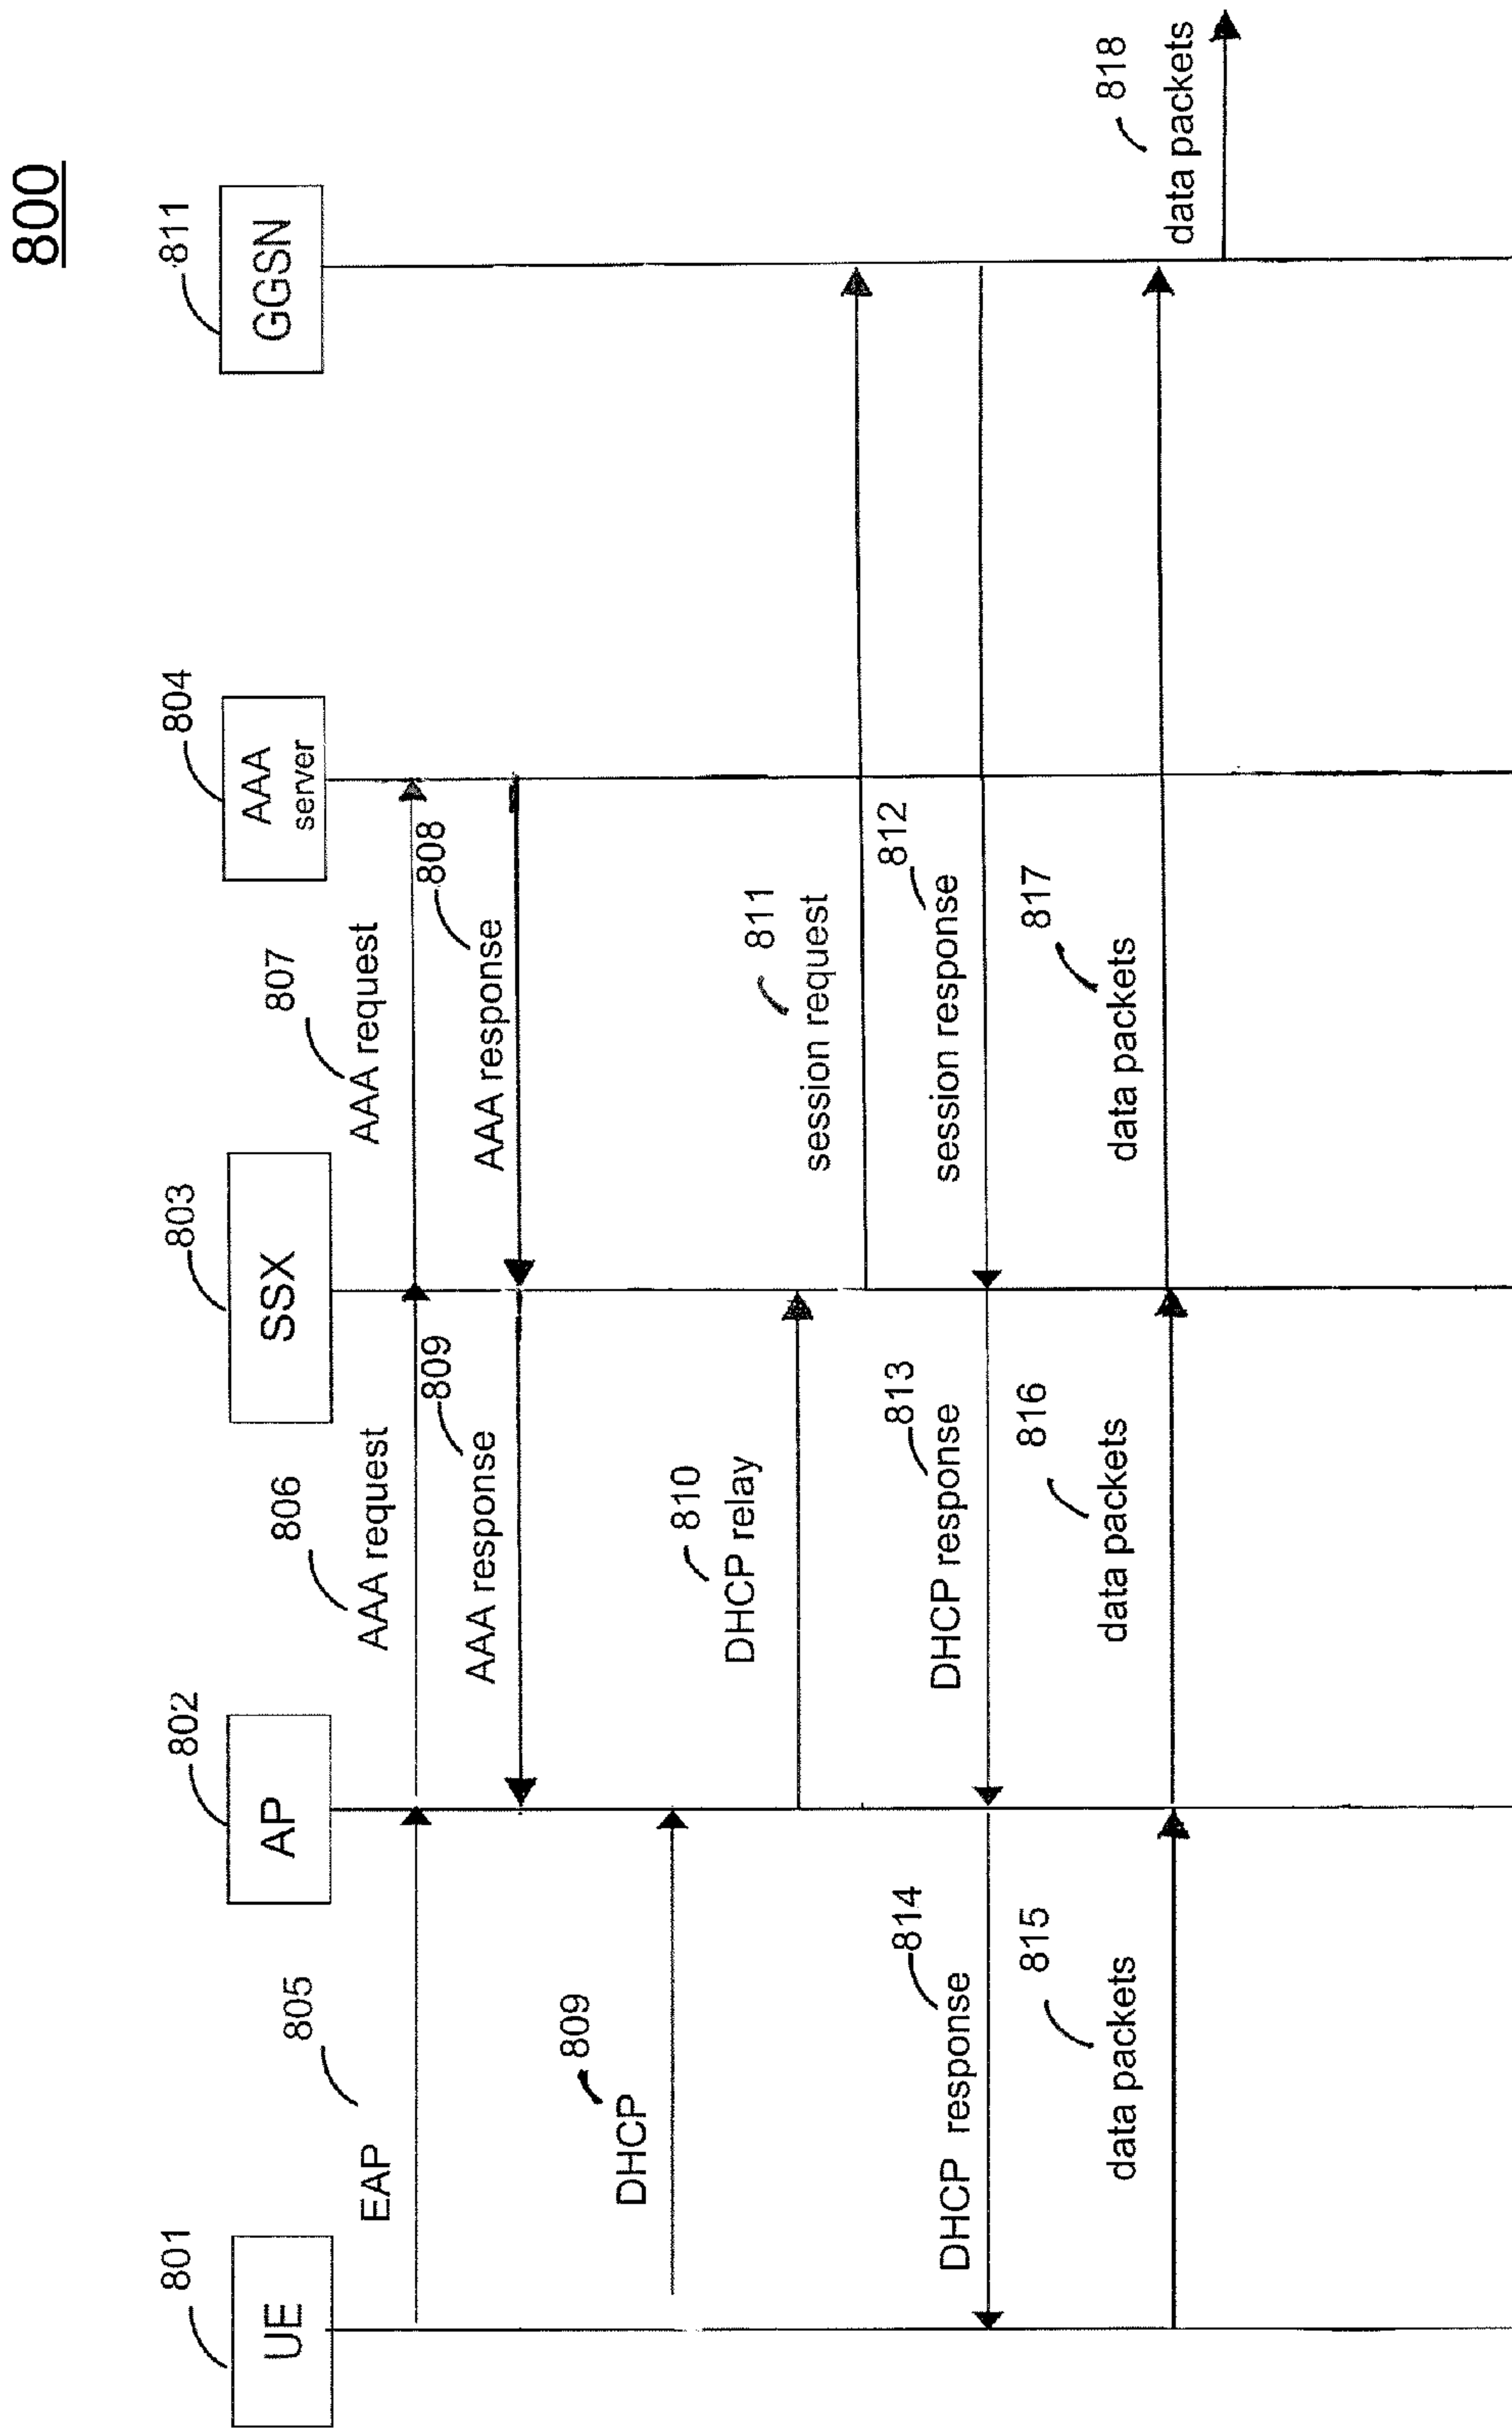 800
801
UE
802
AP
803
SSX
804
AAA
server
811
GGSN
805
EAP
806
AAA request
807
AAA request
808
AAA response
809
AAA response
809
DHCP
810
DHCP relay
811
session request
812
session response
813
DHCP response
814
DHCP response
815
data packets
816
data packets
817
data packets
818
data packets